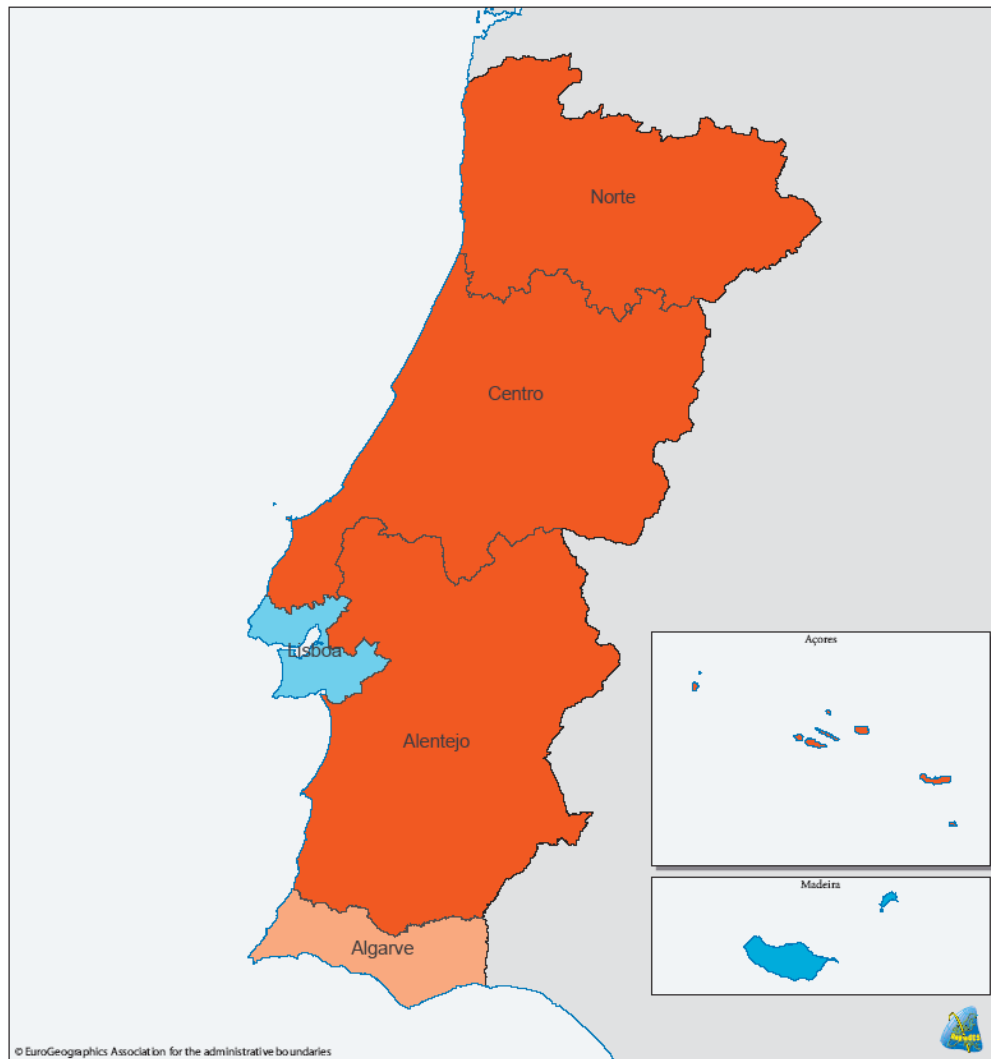 Norte
Centro
Lisboa
Açores
Alentejo
Madeira
Algarve
© EuroGeographics Association for the administrative boundaries